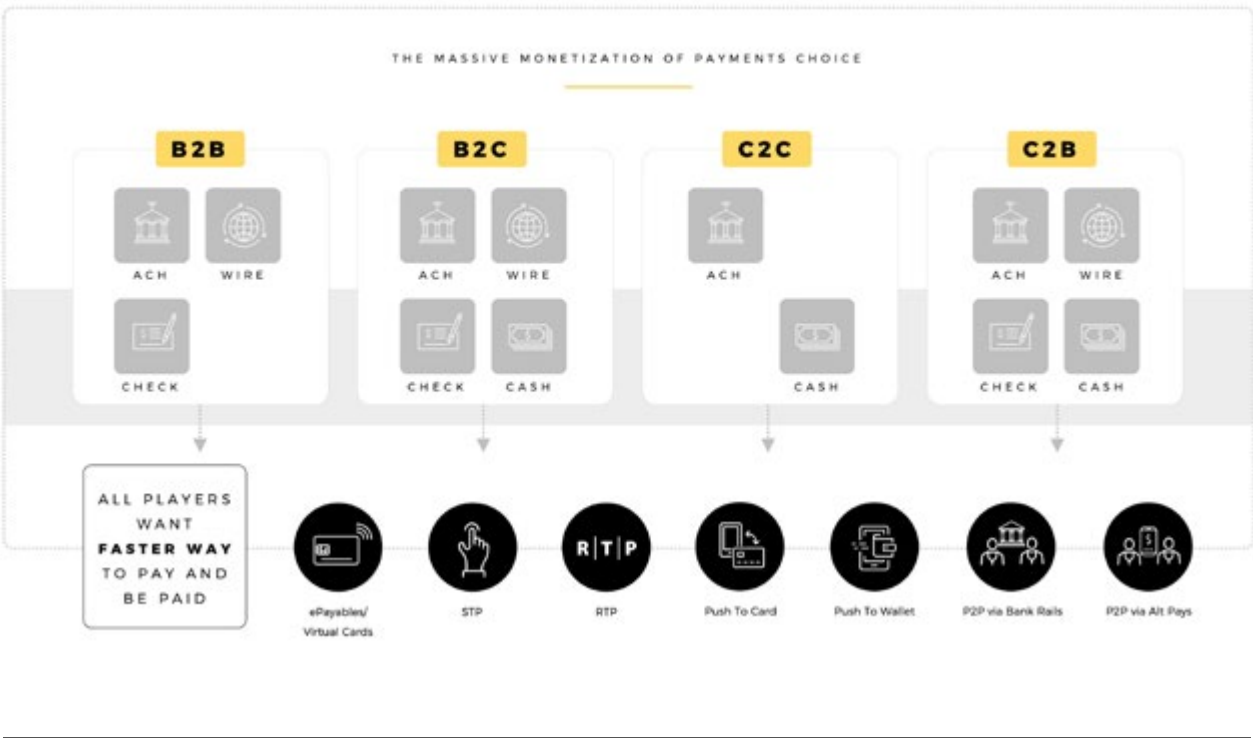 THE MASSIVE MONETIZATION OF PAYMENTS CHOICE
B2B
ACH
WIRE
CHECK
B2C
ACH
WIRE
CHECK
CASH
C2C
ACH
CASH
C2B
ACH
WIRE
CHECK
CASH
ALL PLAYERS
WANT
FASTER WAY
TO PAY AND
BE PAID
ePayables/
Virtual Cards
STP
R|T|P
RTP
Push To Card
Push To Wallet
P2P via Bank Rails
P2P via Alt Pays